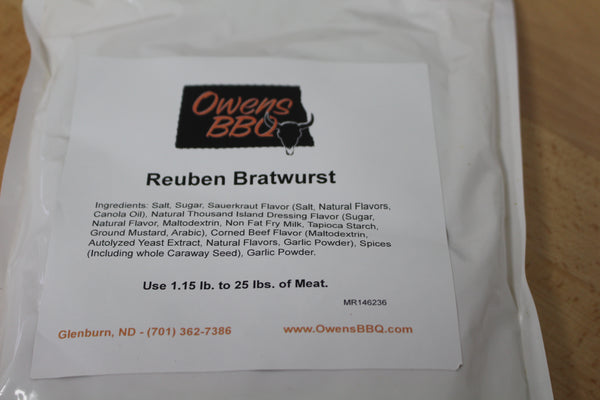 Owens
BBQ
Reuben Bratwurst
Ingredients: Salt, Sugar, Sauerkraut Flavor (Salt, Natural Flavors,
Canola Oil), Natural Thousand Island Dressing Flavor (Sugar,
Natural Flavor, Maltodextrin, Non Fat Fry Milk, Tapioca Starch,
Ground Mustard, Arabic), Corned Beef Flavor (Maltodextrin,
Autolyzed Yeast Extract, Natural Flavors, Garlic Powder), Spices
(Including whole Caraway Seed), Garlic Powder.
Use 1.15 lb. to 25 lbs. of Meat.
MR146236
Glenburn, ND - (701) 362-7386 www.OwensBBQ.com